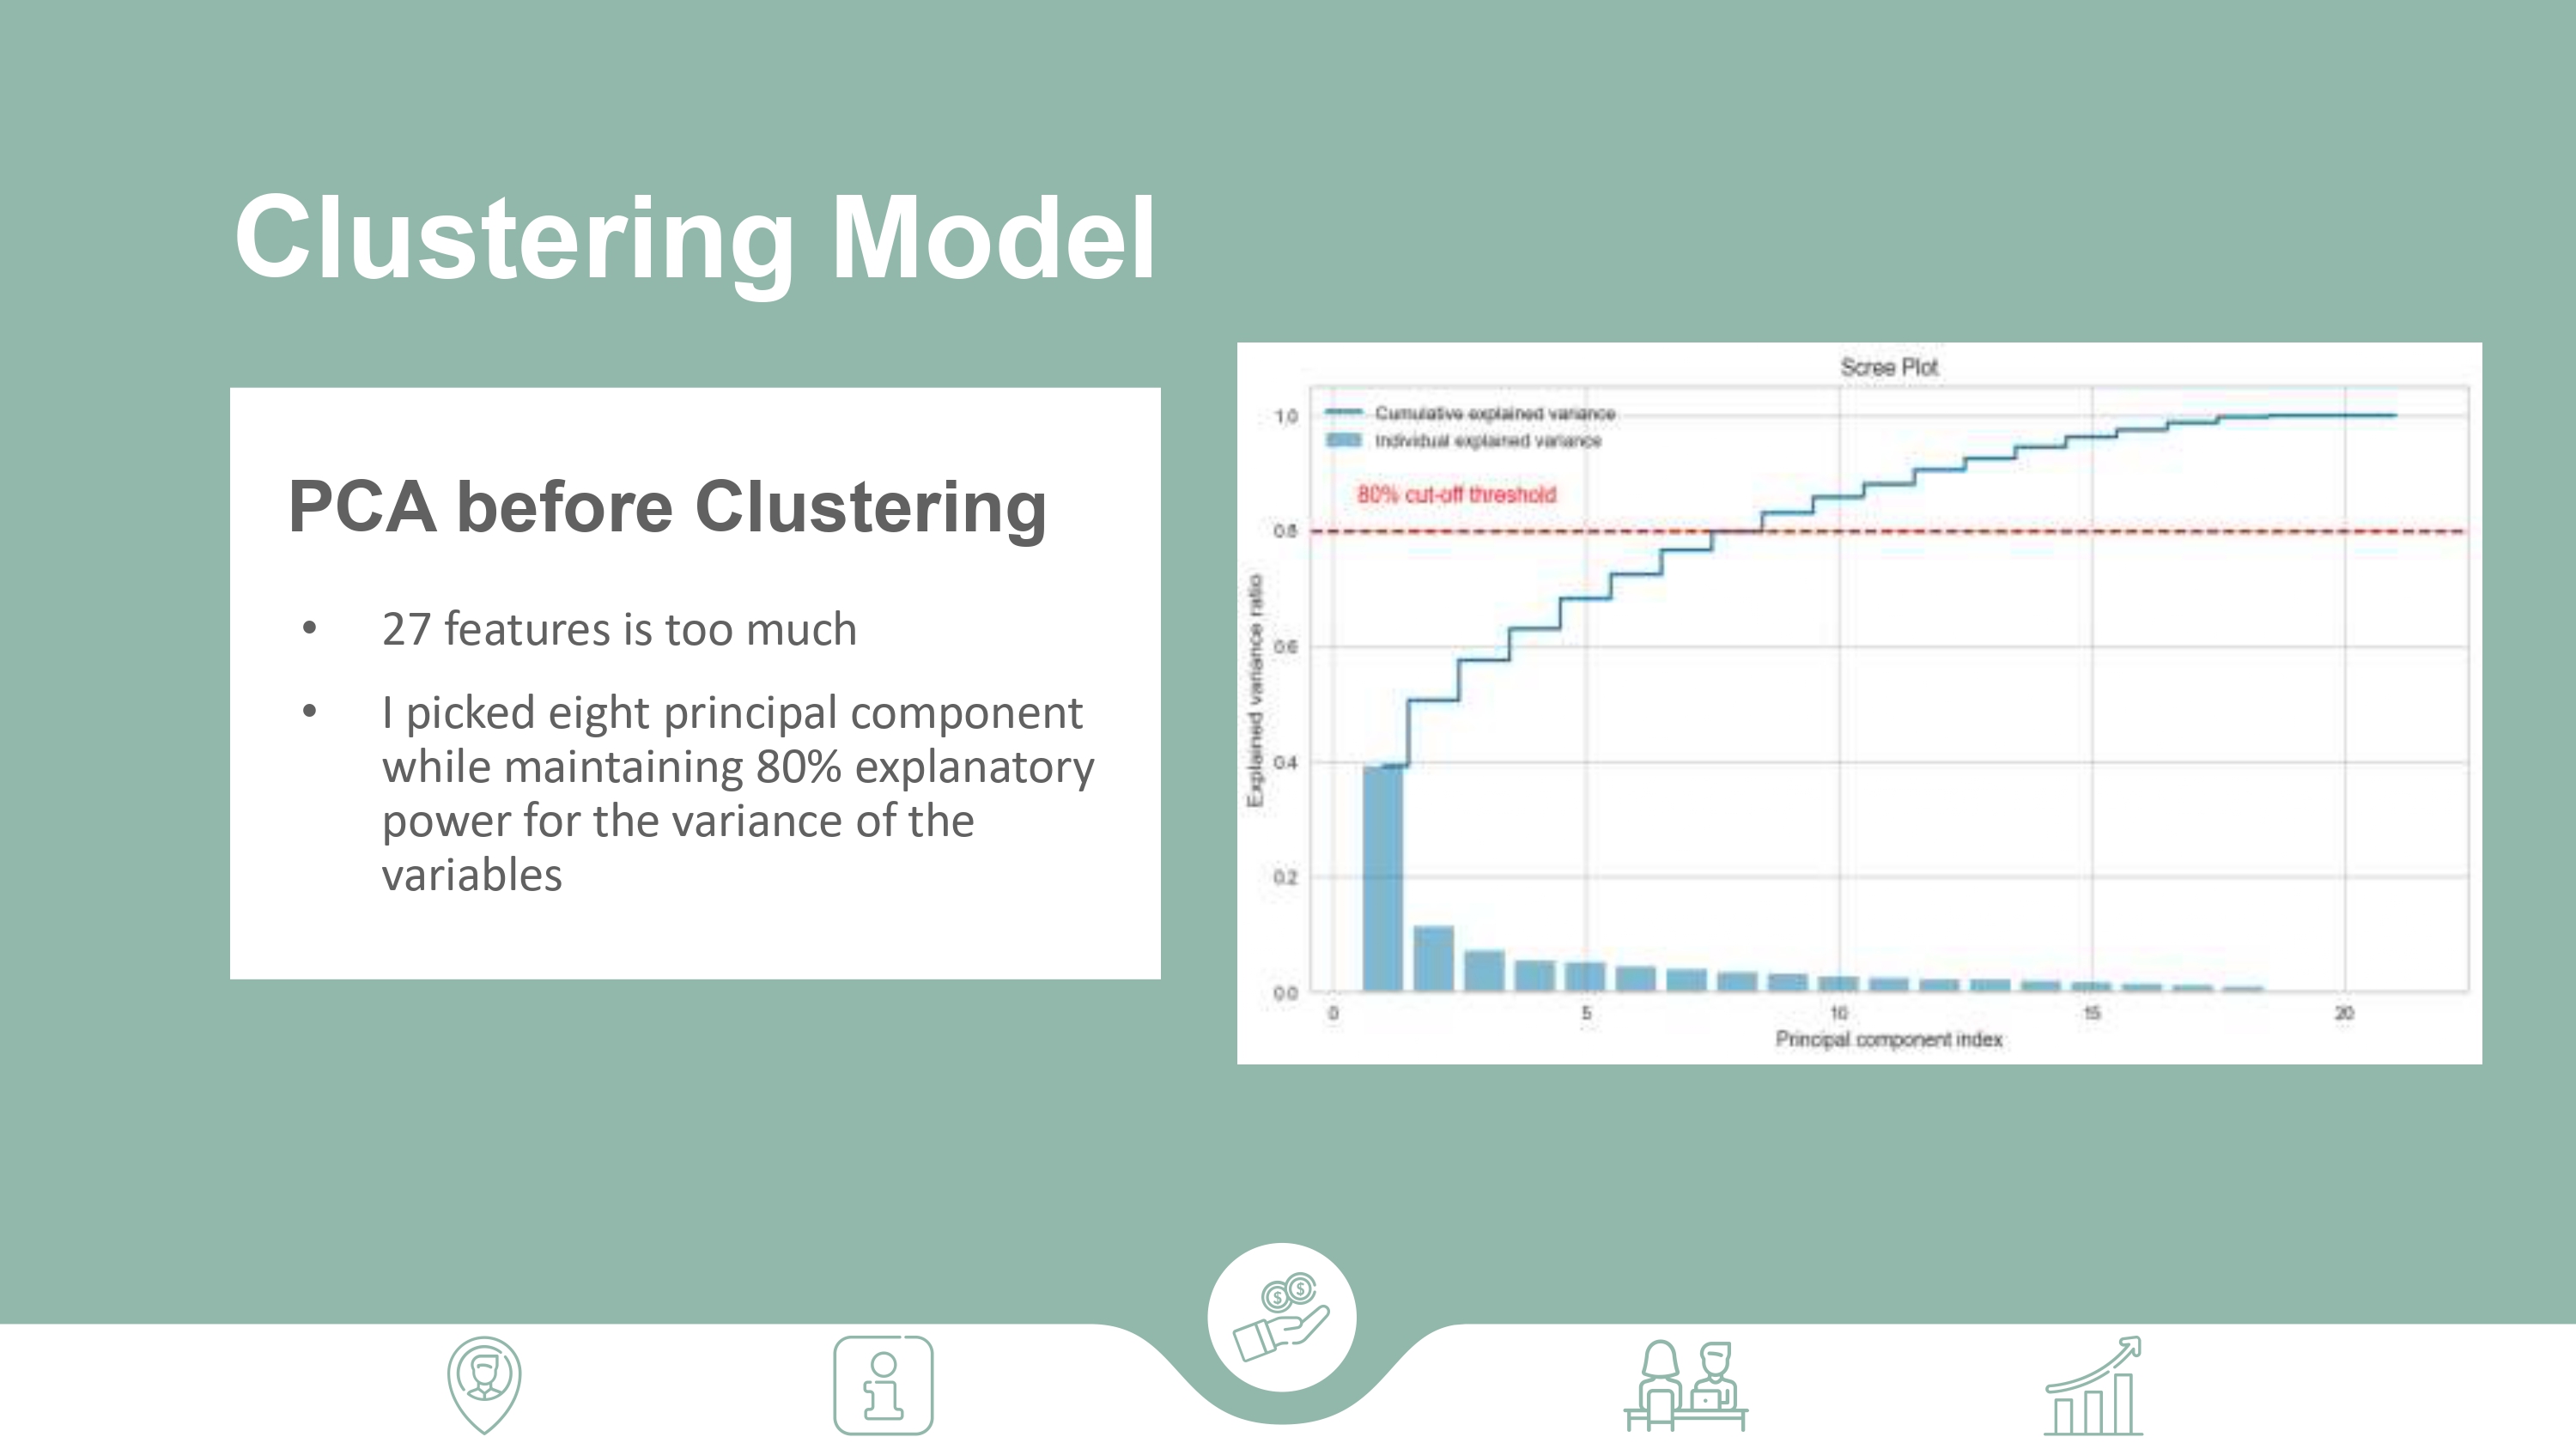 Clustering Model
PCA before Clustering
• 27 features is too much
• I picked eight principal component
while maintaining 80% explanatory
power for the variance of the
variables
Scree Plot
Cumulative explained variance
Individual explained variance
80% cut-off threshold
Explained variance ratio
1.0
0.8
0.6
0.4
0.2
0.0
0 5 10 15 20
Principal component index
$ $